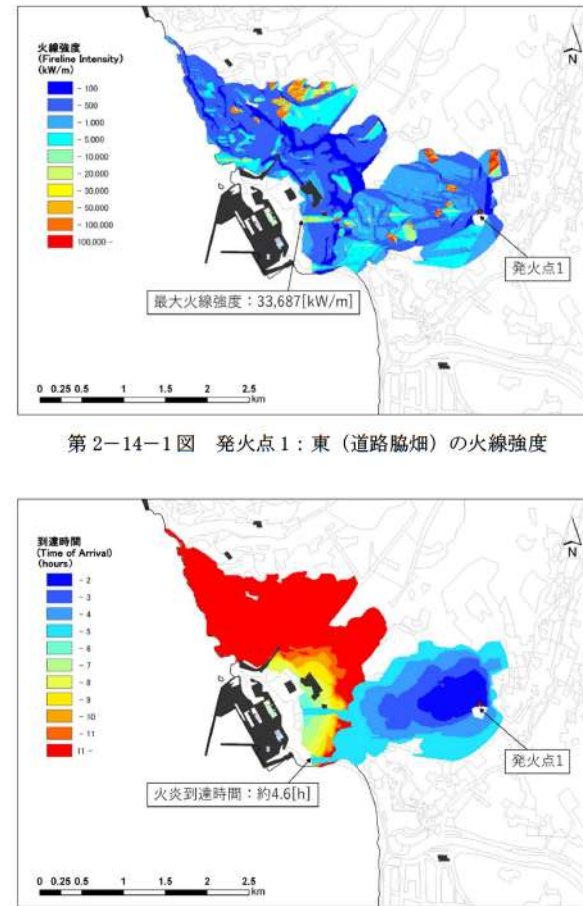 火線強度
(Fireline Intensity)
(kW/m)
- 100
- 500
- 1,000
- 5,000
- 10,000
- 20,000
- 30,000
- 50,000
- 100,000
100,000 -
N
発火点1
最大火線強度：33,687[kW/m]
0 0.25 0.5 1 1.5 2 2.5
km
第 2－14－1 図 発火点 1：東（道路脇畑）の火線強度
到達時間
(Time of Arrival)
(hours)
- 2
- 3
- 4
- 5
- 6
- 7
- 8
- 9
- 10
- 11
11 -
N
発火点1
火炎到達時間：約4.6[h]
0 0.25 0.5 1 1.5 2 2.5
km